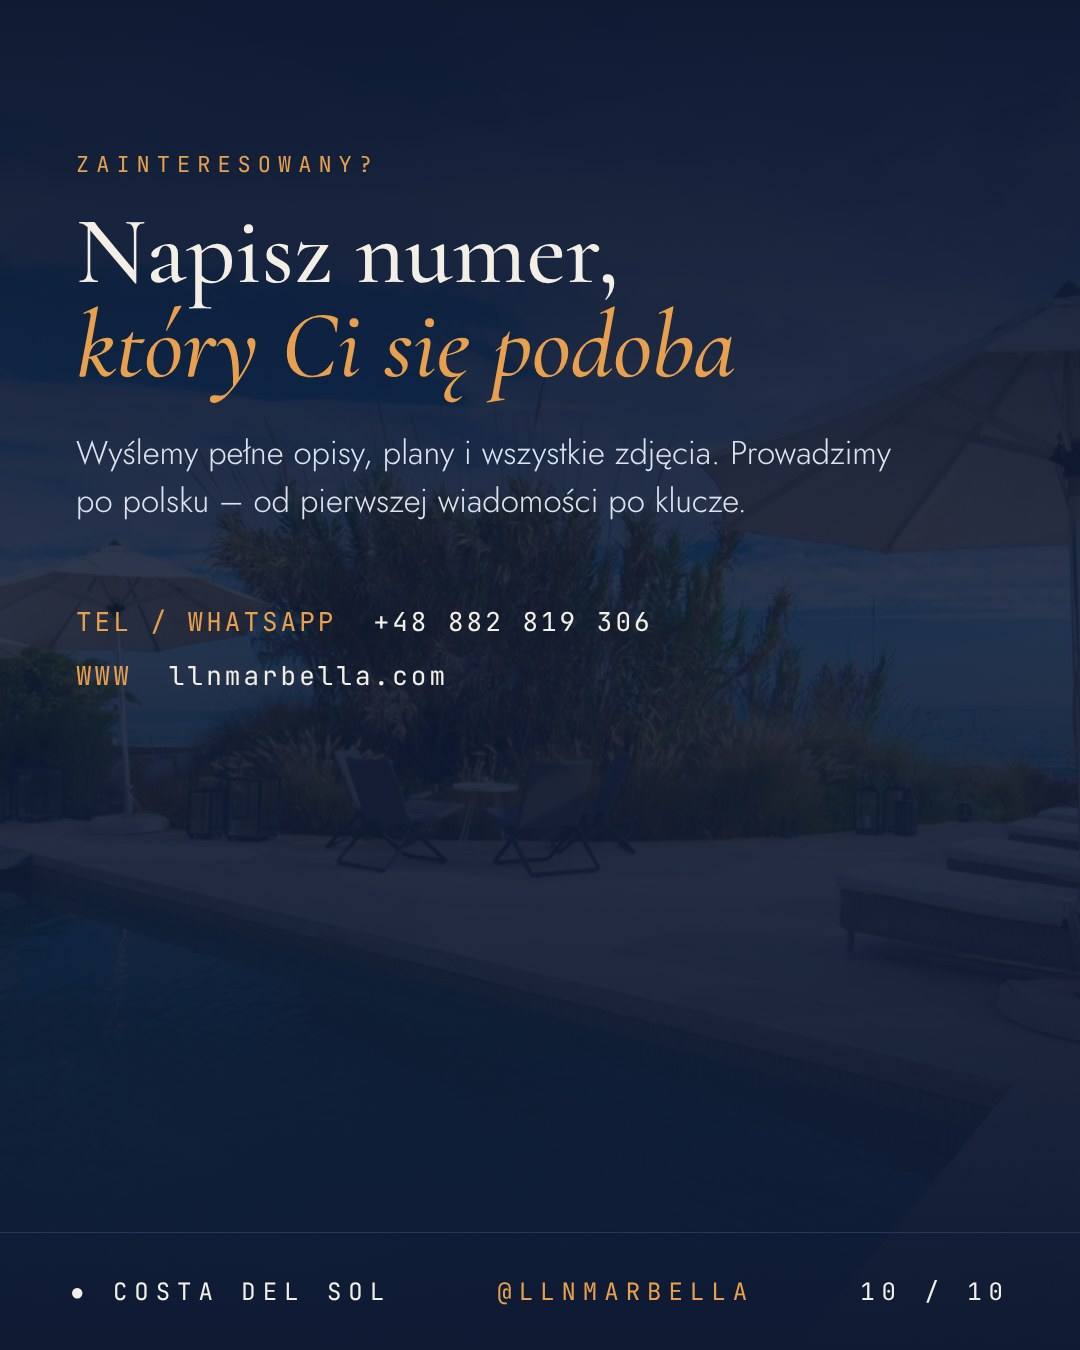 ZAINTERESOWANY?
Napisz numer,
który Ci się podoba
Wyślemy pełne opisy, plany i wszystkie zdjęcia. Prowadzimy
po polsku – od pierwszej wiadomości po klucze.
TEL / WHATSAPP +48 882 819 306
WWW llnmarbella.com
• COSTA DEL SOL @LLNMARBELLA 10 / 10